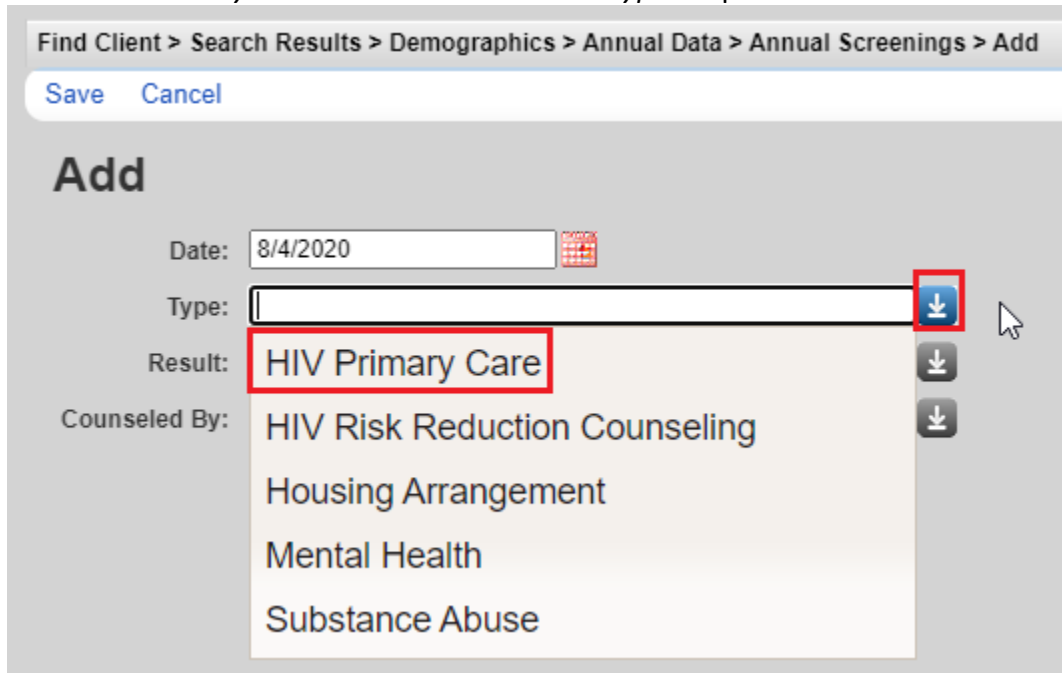 Find Client > Search Results > Demographics > Annual Data > Annual Screenings > Add
Save Cancel
Add
Date: 8/4/2020
Type:
Result: HIV Primary Care
Counseled By: HIV Risk Reduction Counseling
Housing Arrangement
Mental Health
Substance Abuse